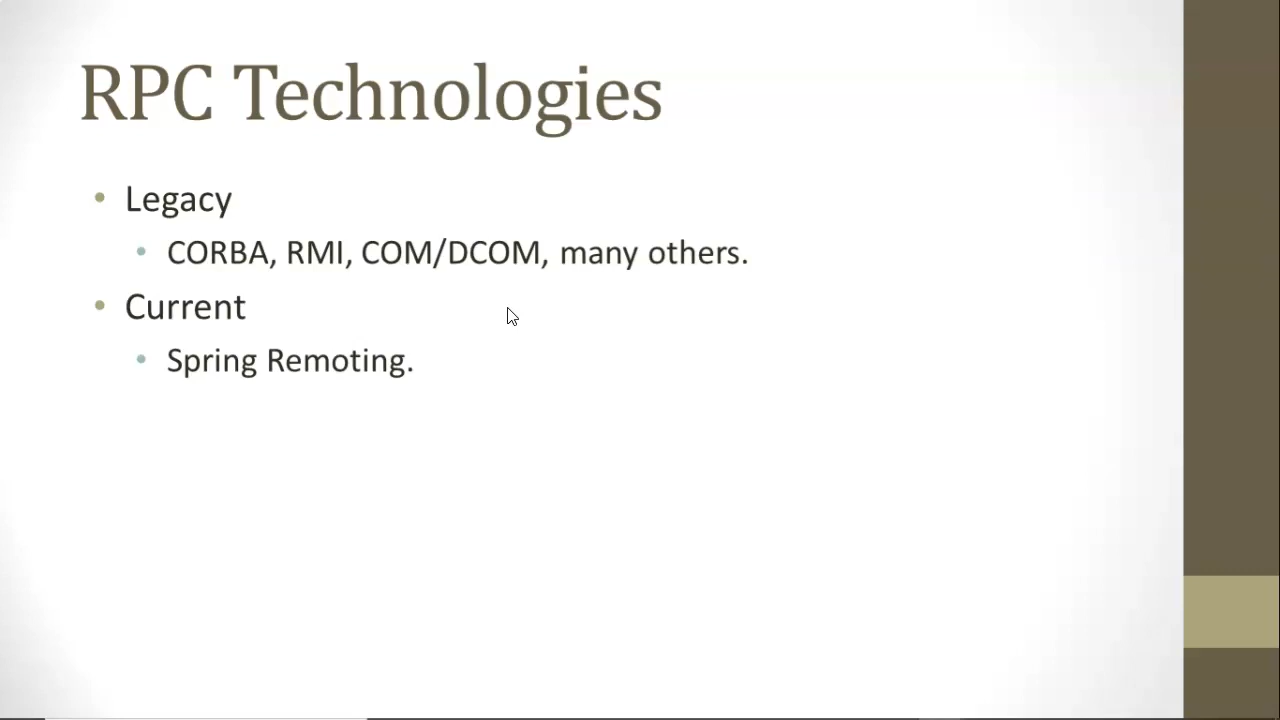 RPC Technologies
• Legacy
• CORBA, RMI, COM/DCOM, many others.
• Current
• Spring Remoting.